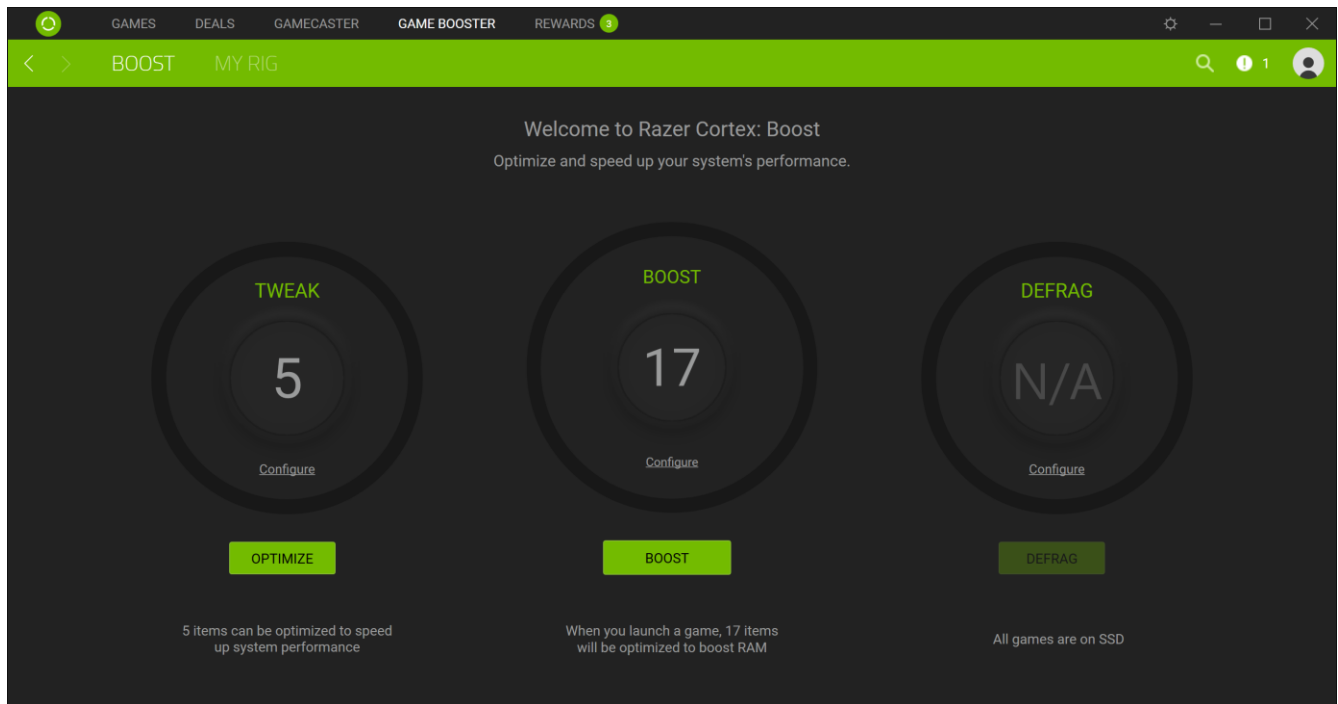 GAMES DEALS GAMECASTER GAME BOOSTER REWARDS 3
BOOST MY RIG 1
Welcome to Razer Cortex: Boost
Optimize and speed up your system's performance.
TWEAK
5
Configure
OPTIMIZE
5 items can be optimized to speed
up system performance
BOOST
17
Configure
BOOST
When you launch a game, 17 items
will be optimized to boost RAM
DEFRAG
N/A
Configure
DEFRAG
All games are on SSD